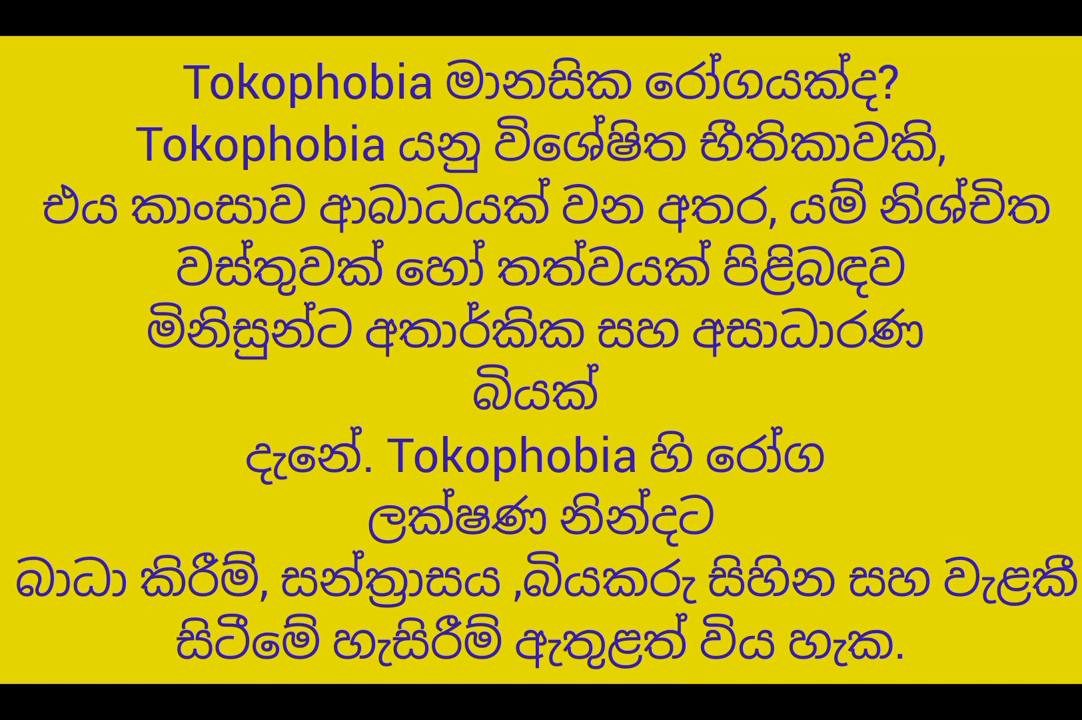 Tokophobia මානසික රෝගයක්ද?
Tokophobia යනු විශේෂිත භීතිකාවකි,
එය කාංසාව ආබාධයක් වන අතර, යම් නිශ්චිත
වස්තුවක් හෝ තත්වයක් පිළිබඳව
මිනිසුන්ට අතාර්කික සහ අසාධාරණ
බියක්
දැනේ. Tokophobia හි රෝග
ලක්ෂණ නින්දට
බාධා කිරීම්, සන්ත්‍රාසය ,බියකරු සිහින සහ වැළකී
සිටීමේ හැසිරීම් ඇතුළත් විය හැක.